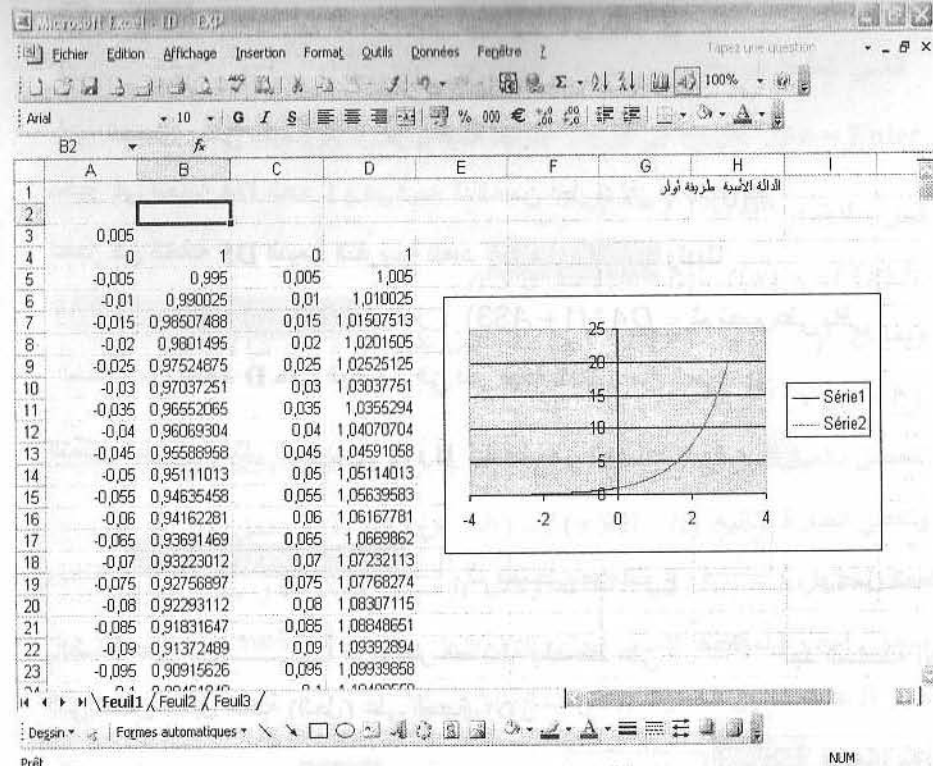 Microsoft Excel - ID - EXP
Fichier Edition Affichage Insertion Format Outils Données Fenêtre ? Tapez une question
100%
Arial 10 G I S % 000 €
B2 fx
A B C D E F G H I
1 الدالة الأسية طريقة أولر
2
3 0,005
4 0 1 0 1
5 -0,005 0,995 0,005 1,005
6 -0,01 0,990025 0,01 1,010025
7 -0,015 0,98507488 0,015 1,01507513
8 -0,02 0,9801495 0,02 1,0201505
9 -0,025 0,97524875 0,025 1,02525125
10 -0,03 0,97037251 0,03 1,03037751
11 -0,035 0,96552065 0,035 1,0355294
12 -0,04 0,96069304 0,04 1,04070704
13 -0,045 0,95588958 0,045 1,04591058
14 -0,05 0,95111013 0,05 1,05114013
15 -0,055 0,94635458 0,055 1,05639583
16 -0,06 0,94162281 0,06 1,06167781
17 -0,065 0,93691469 0,065 1,0669862
18 -0,07 0,93223012 0,07 1,07232113
19 -0,075 0,92756897 0,075 1,07768274
20 -0,08 0,92293112 0,08 1,08307115
21 -0,085 0,91831647 0,085 1,08848651
22 -0,09 0,91372489 0,09 1,09392894
23 -0,095 0,90915626 0,095 1,09939858
25
20
15
10
5
0
-4 -2 0 2 4
Série1
Série2
Feuil1 / Feuil2 / Feuil3 /
Dessin Formes automatiques
Prêt NUM